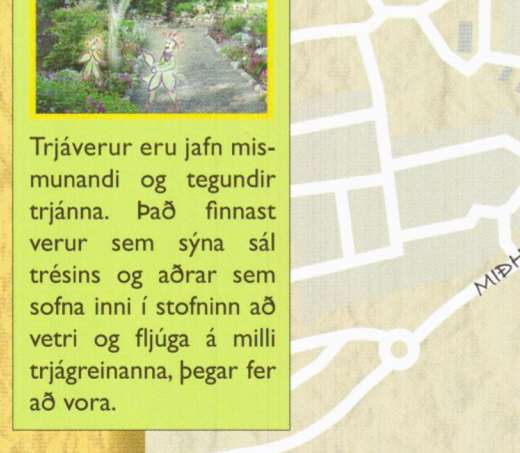 Trjáverur eru jafn mis-
munandi og tegundir
trjánna. Það finnast
verur sem sýna sál
trésins og aðrar sem
sofna inni í stofninn að
vetri og fljúga á milli
trjágreinanna, þegar fer
að vora.
MIÐH